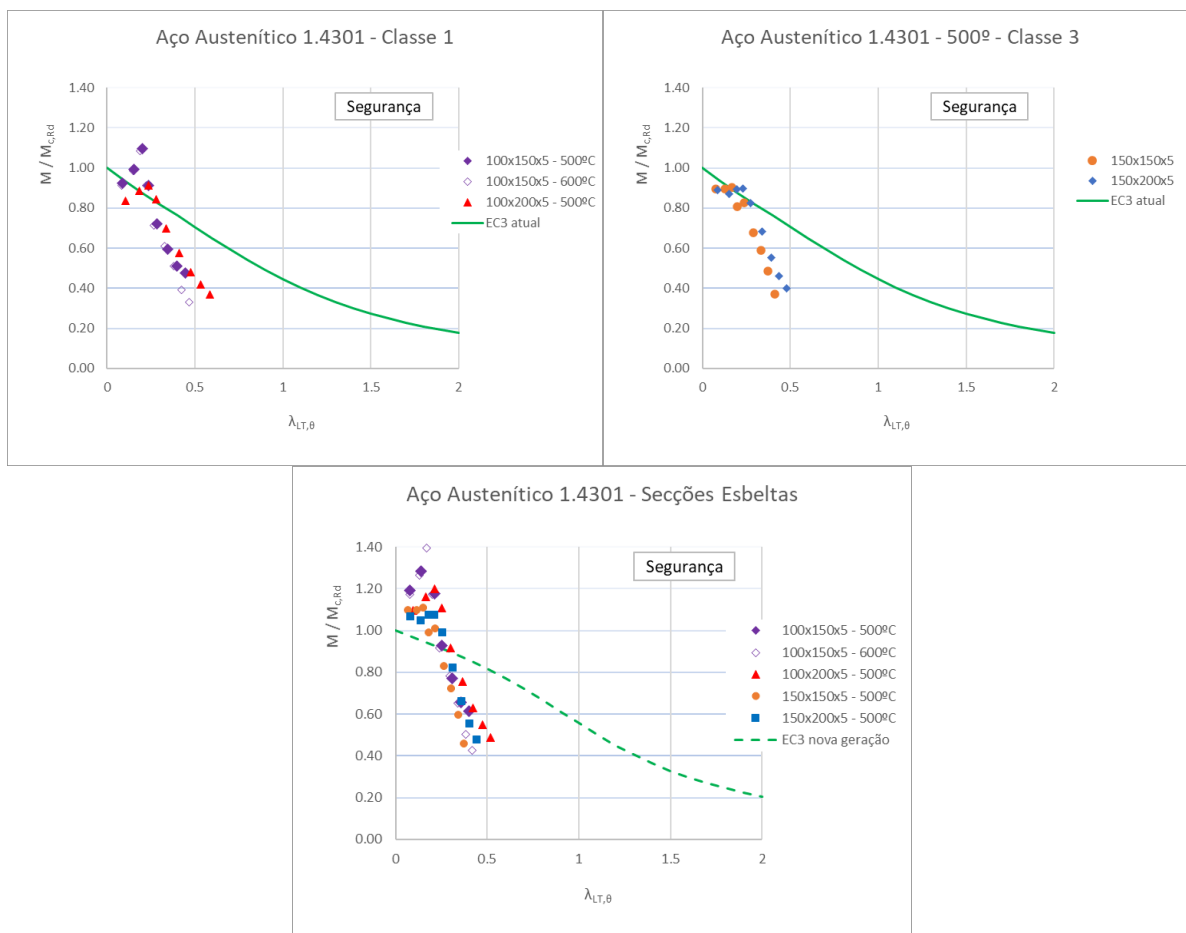 Aço Austenítico 1.4301 - Classe 1
1.40
1.20
1.00
0.80
0.60
0.40
0.20
0.00
M / Mc,Rd
0
0.5
1
1.5
2
λLT,θ
Segurança
100x150x5 - 500ºC
100x150x5 - 600ºC
100x200x5 - 500ºC
EC3 atual
Aço Austenítico 1.4301 - 500º - Classe 3
1.40
1.20
1.00
0.80
0.60
0.40
0.20
0.00
M / Mc,Rd
0
0.5
1
1.5
2
λLT,θ
Segurança
150x150x5
150x200x5
EC3 atual
Aço Austenítico 1.4301 - Secções Esbeltas
1.40
1.20
1.00
0.80
0.60
0.40
0.20
0.00
M / Mc,Rd
0
0.5
1
1.5
2
λLT,θ
Segurança
100x150x5 - 500ºC
100x150x5 - 600ºC
100x200x5 - 500ºC
150x150x5 - 500ºC
150x200x5 - 500ºC
EC3 nova geração